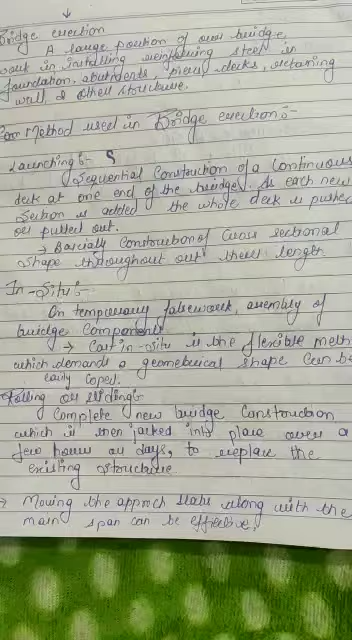 Bridge erection
A large portion of our bridge,
work in installing reinforcing steel in
foundation, abutments, piers, decks, retaining
wall, & other structure.
Method used in Bridge erection:-
Launching:- S
Sequential Construction of a Continuous
deck at one end of the bridge. As each new
Section is added the whole deck is pushed
or pulled out.
→ Construction of Cross sectional
shape throughout out their length
In-Situ:-
On temporary falsework, assembly of
bridge Components
→ Cast in-situ is the flexible meth
which demands a geometrical shape can be
easily coped.
Rolling or sliding:-
Complete new bridge Construction
which is then jacked into place over a
few hours or days, to replace the
existing structure
→ Moving the approch slabs along with the
main span can be effective.